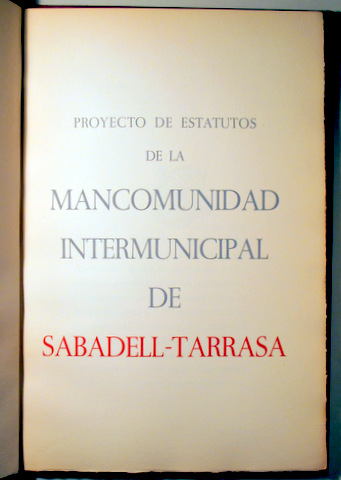 PROYECTO DE ESTATUTOS
DE LA
MANCOMUNIDAD
INTERMUNICIPAL
DE
SABADELL-TARRASA